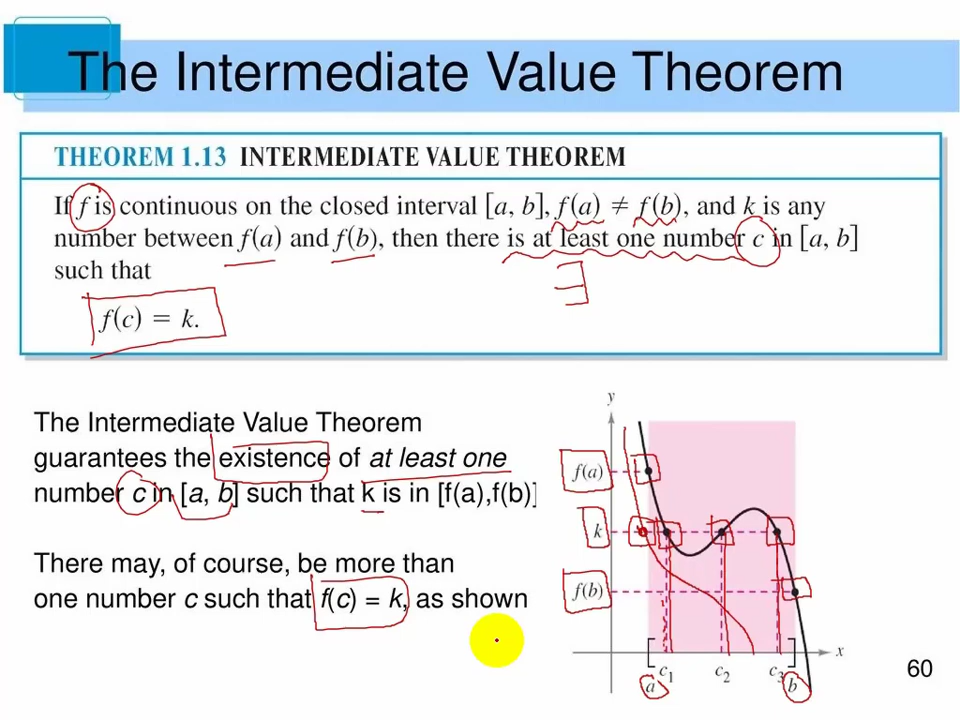 The Intermediate Value Theorem
THEOREM 1.13 INTERMEDIATE VALUE THEOREM
If f is continuous on the closed interval [a, b], f(a) ≠ f(b), and k is any
number between f(a) and f(b), then there is at least one number c in [a, b]
such that
∃
f(c) = k.
The Intermediate Value Theorem
guarantees the existence of at least one
number c in [a, b] such that k is in [f(a),f(b)]
There may, of course, be more than
one number c such that f(c) = k, as shown
y
f(a)
k
f(b)
x
[ ]
a c₁ c₂ c₃ b
60